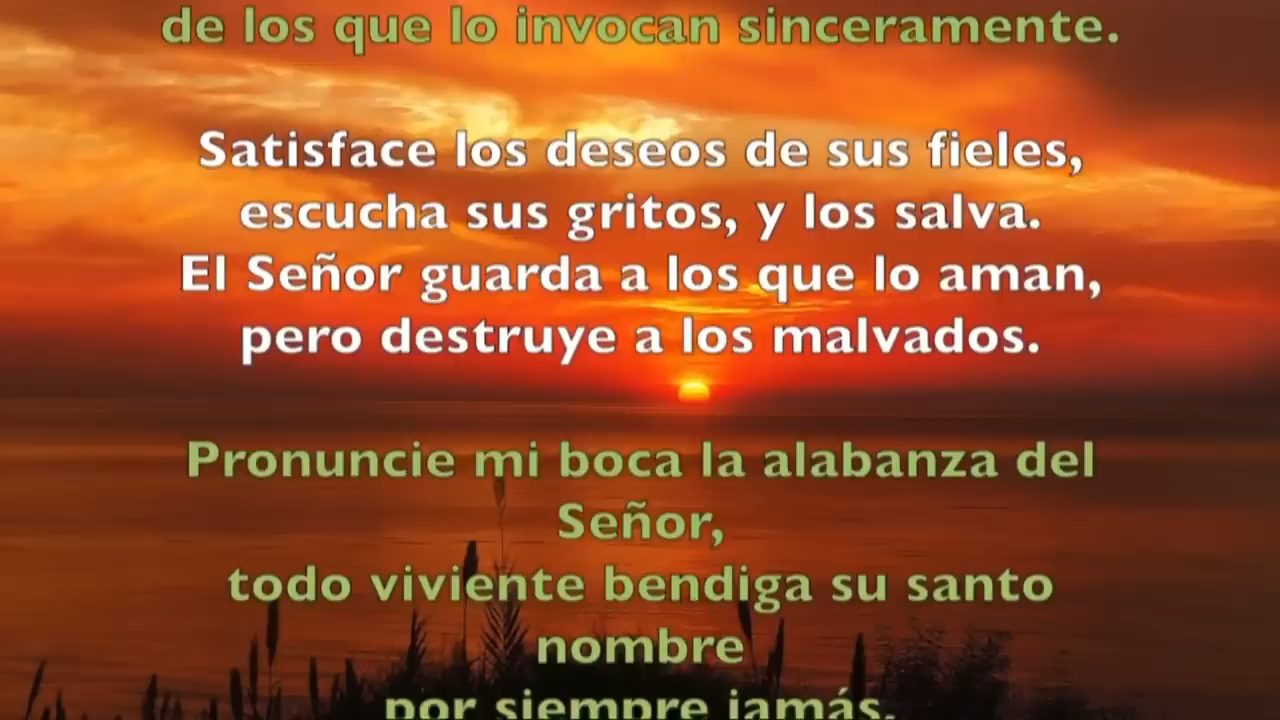 de los que lo invocan sinceramente.
Satisface los deseos de sus fieles,
escucha sus gritos, y los salva.
El Señor guarda a los que lo aman,
pero destruye a los malvados.
Pronuncie mi boca la alabanza del
Señor,
todo viviente bendiga su santo
nombre
por siempre jamás.